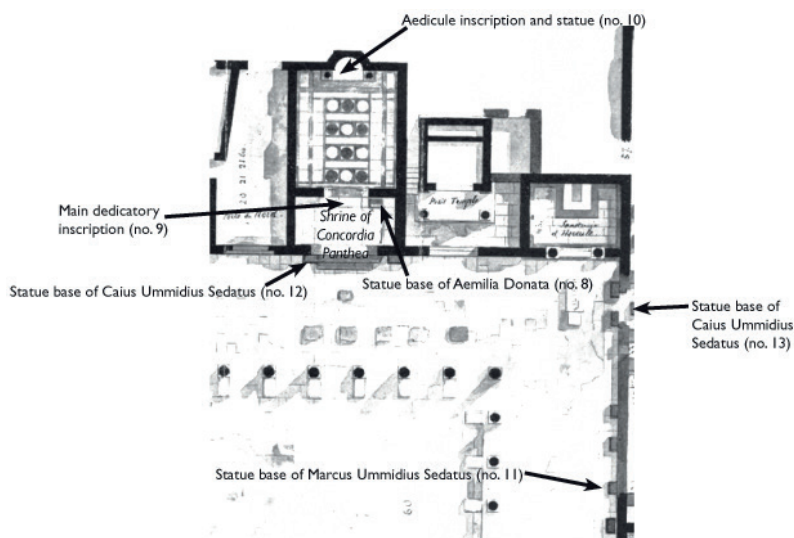 Aedicule inscription and statue (no. 10)
Main dedicatory
inscription (no. 9)
Shrine of
Concordia
Panthea
Petit Temple
Statue base of Caius Ummidius Sedatus (no. 12)
Statue base of Aemilia Donata (no. 8)
Statue base of
Caius Ummidius
Sedatus (no. 13)
Statue base of Marcus Ummidius Sedatus (no. 11)